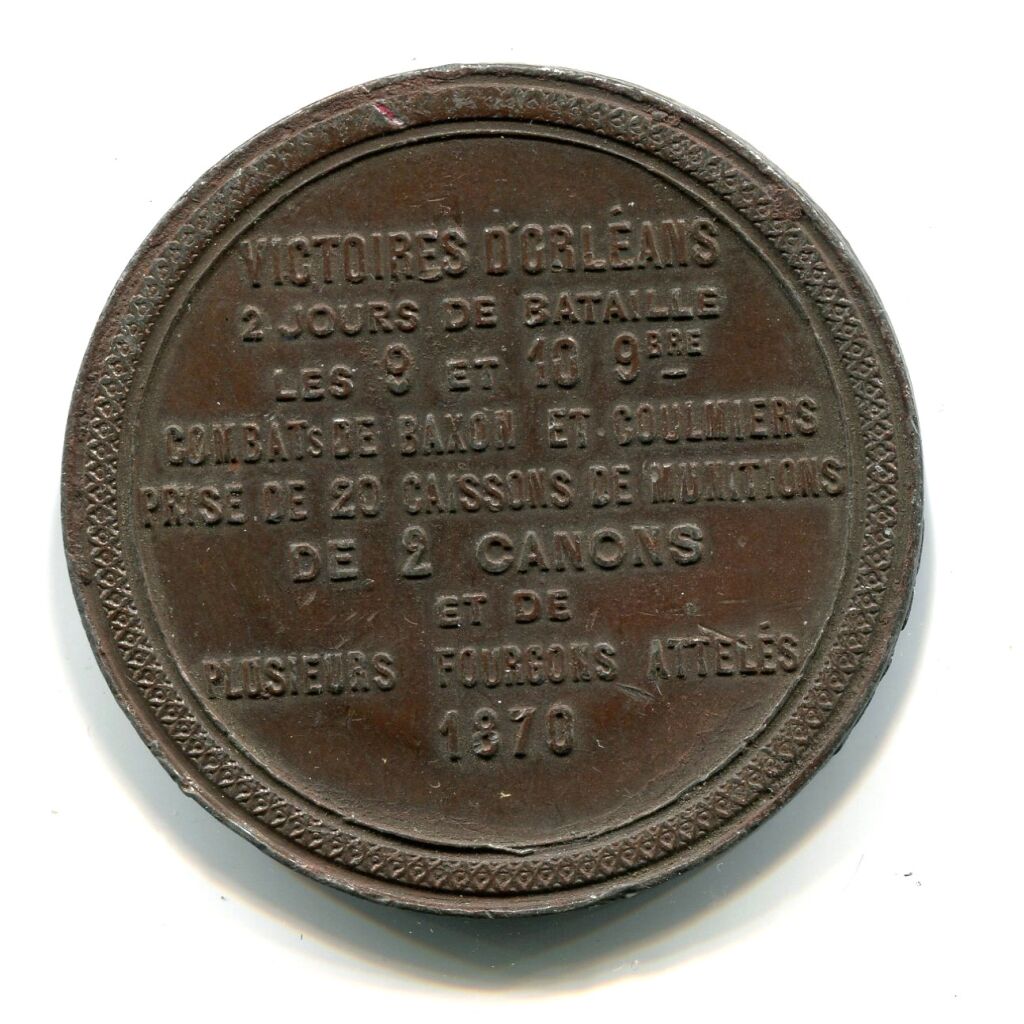 VICTOIRES D'ORLÉANS
2 JOURS DE BATAILLE
LES 9 ET 10 9BRE
COMBATS DE BAXON ET COULMIERS
PRISE DE 20 CAISSONS DE MUNITIONS
DE 2 CANONS
ET DE
PLUSIEURS FOURGONS ATTELÉS
1870